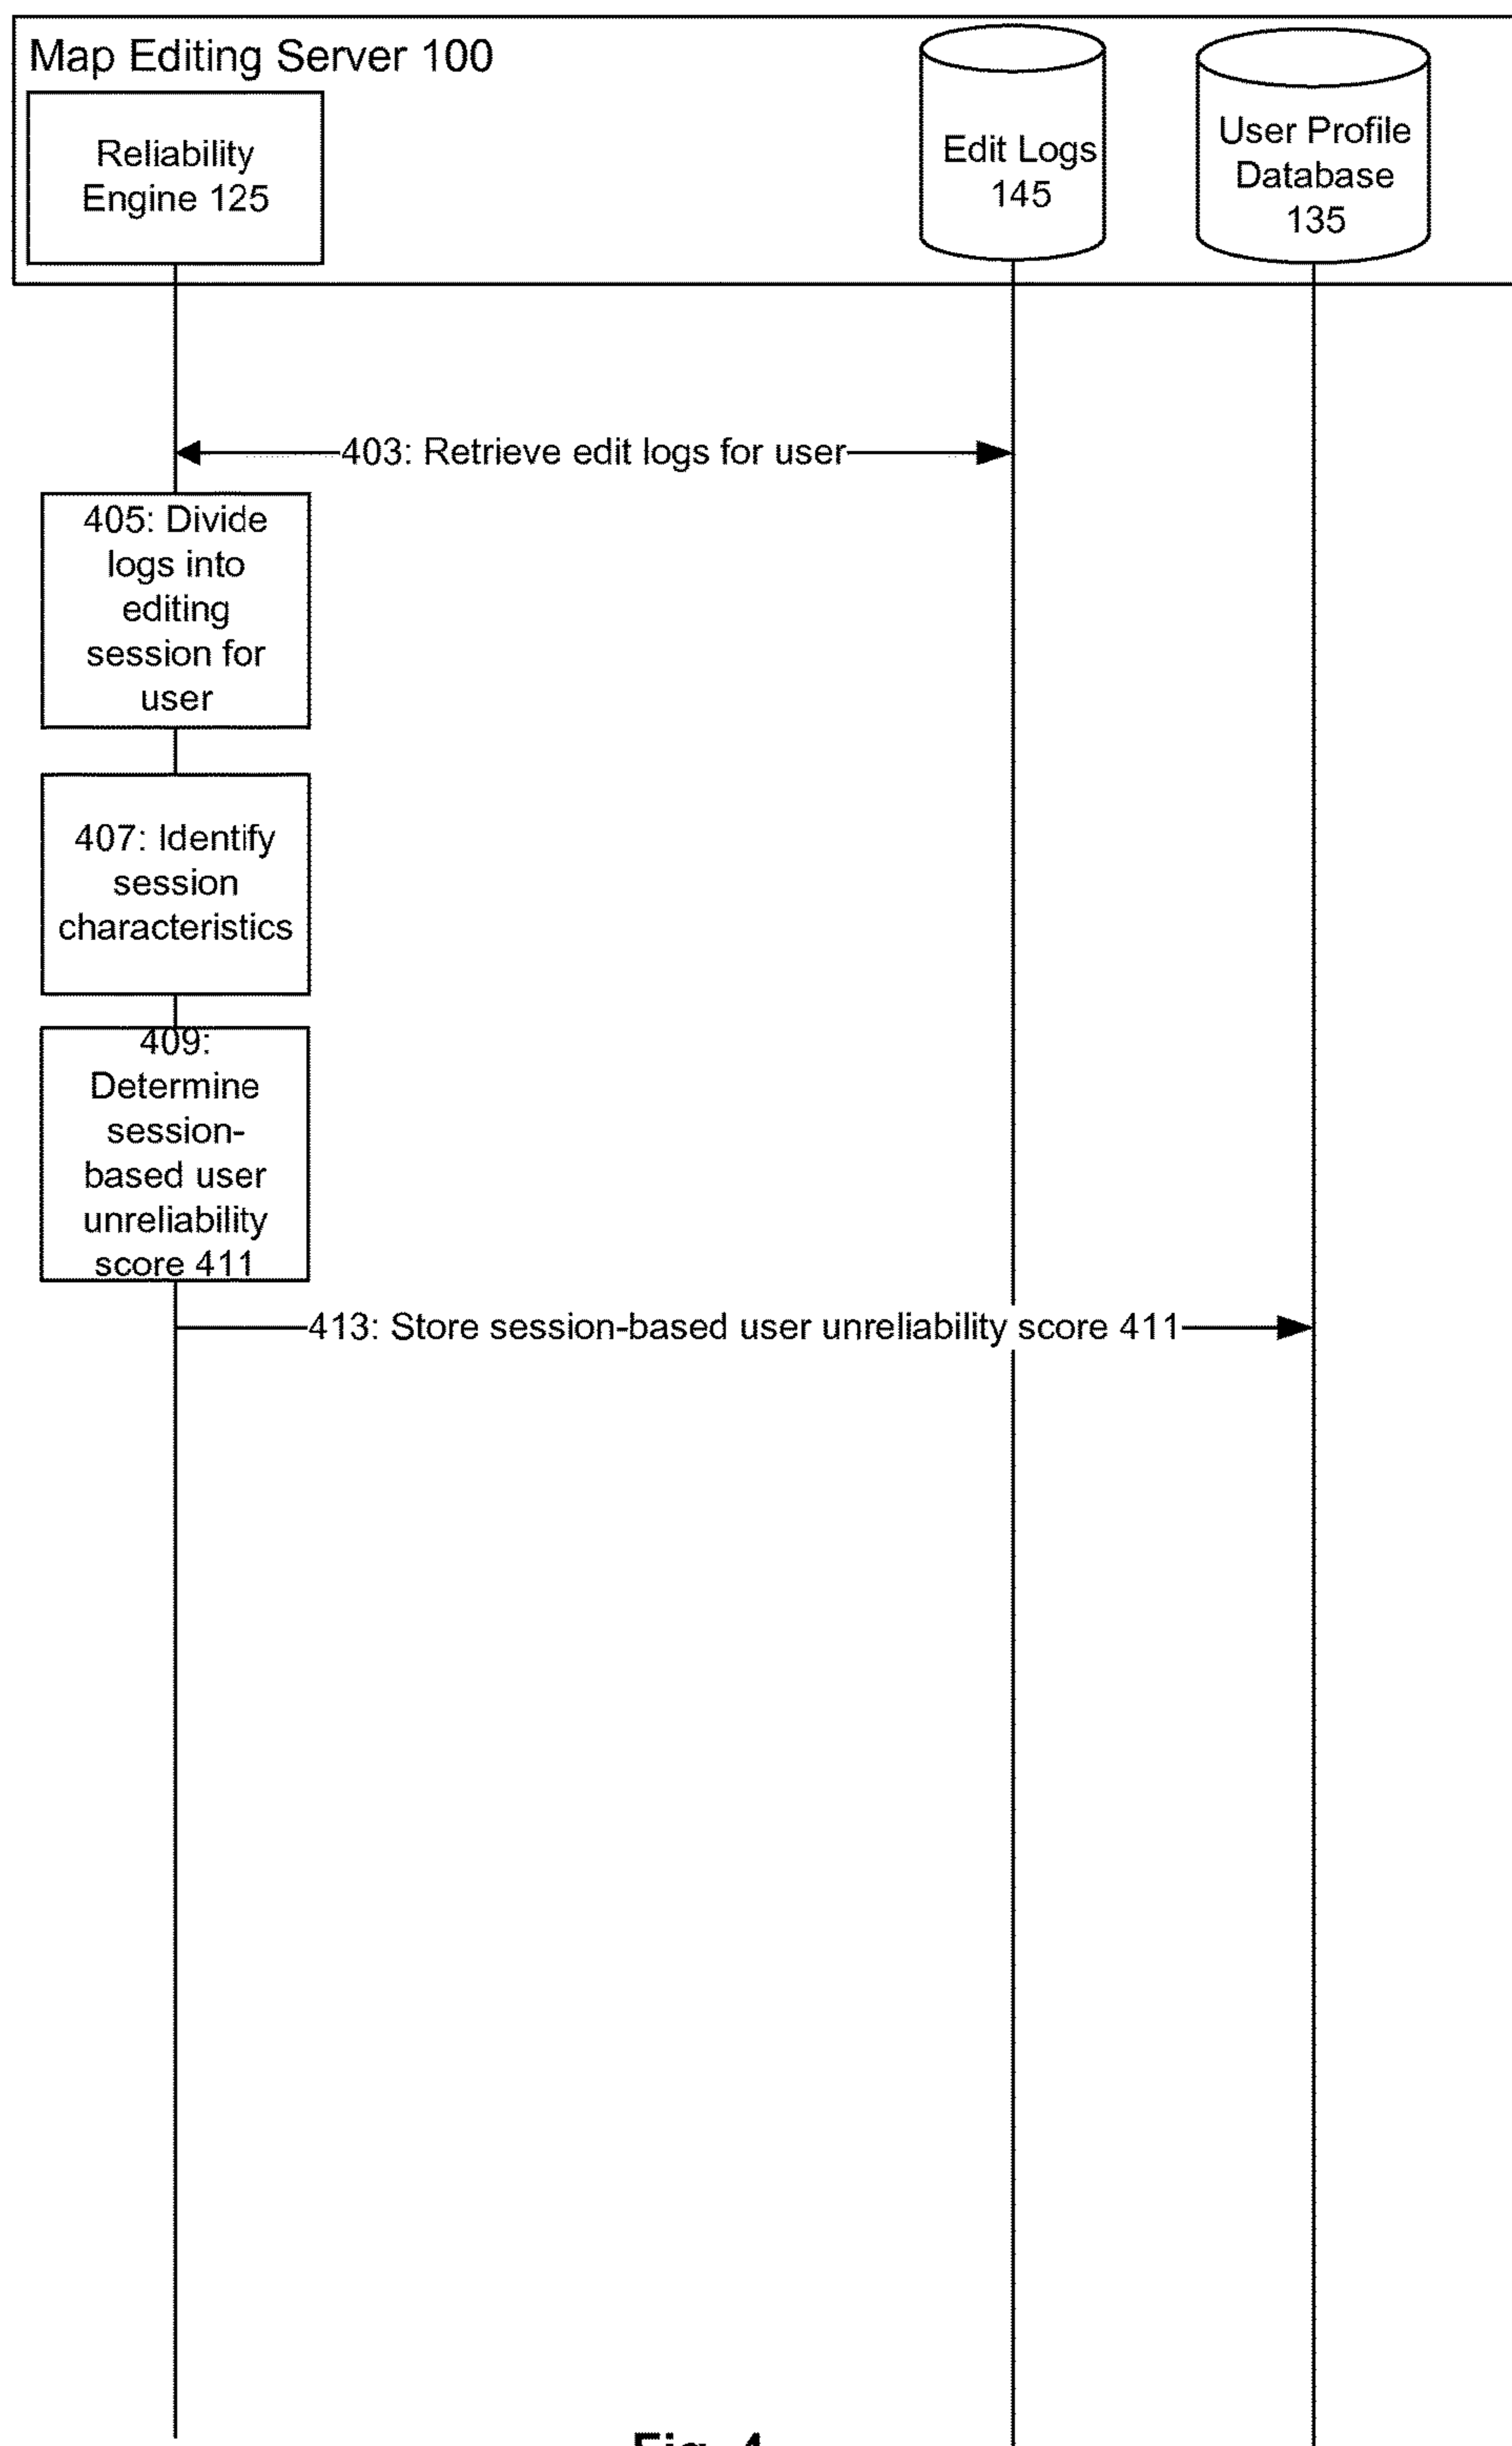 Map Editing Server 100
Reliability
Engine 125
Edit Logs
145
User Profile
Database
135
403: Retrieve edit logs for user
405: Divide
logs into
editing
session for
user
407: Identify
session
characteristics
409:
Determine
session-
based user
unreliability
score 411
413: Store session-based user unreliability score 411
Fig. 4